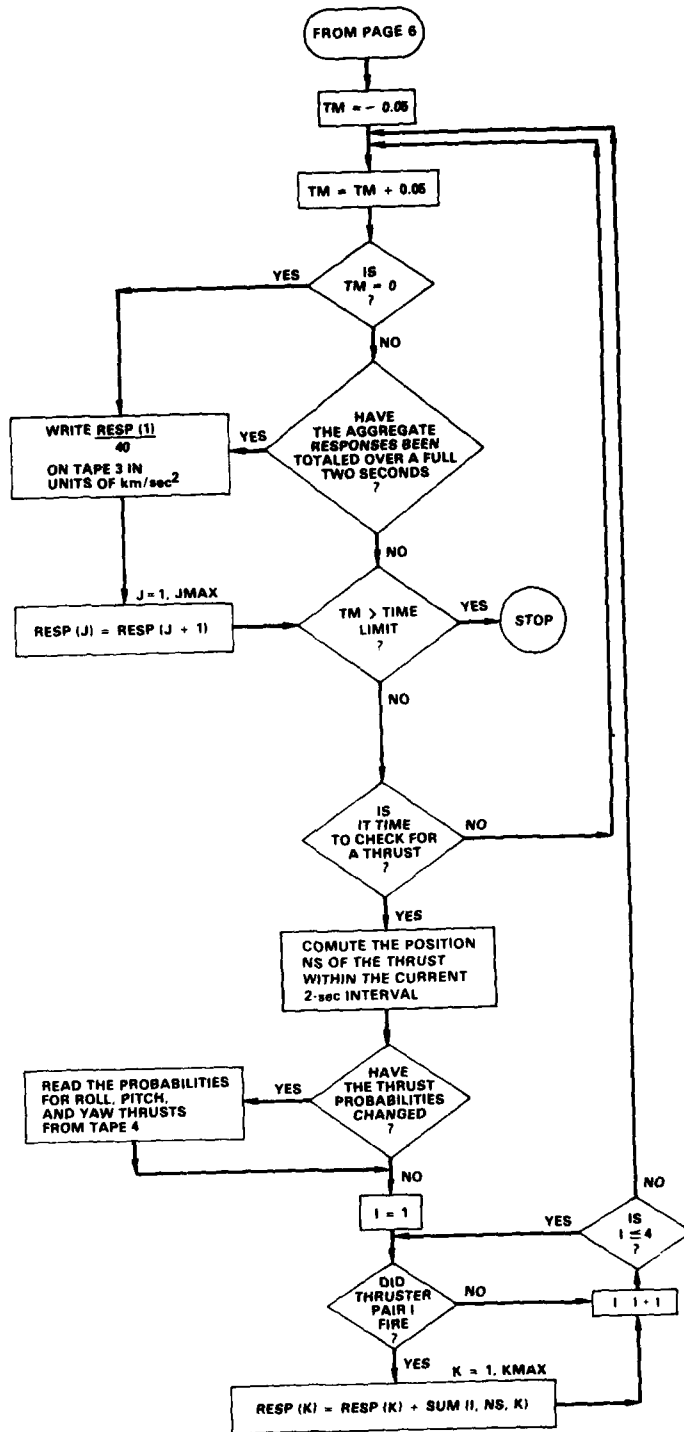 FROM PAGE 6
TM = - 0.05
TM = TM + 0.05
IS
TM = 0
?
YES
NO
HAVE
THE AGGREGATE
RESPONSES BEEN
TOTALED OVER A FULL
TWO SECONDS
?
YES
WRITE RESP (1)
40
ON TAPE 3 IN
UNITS OF km/sec²
NO
J = 1, JMAX
RESP (J) = RESP (J + 1)
TM > TIME
LIMIT
?
YES
STOP
NO
IS
IT TIME
TO CHECK FOR
A THRUST
?
NO
YES
COMUTE THE POSITION
NS OF THE THRUST
WITHIN THE CURRENT
2-sec INTERVAL
HAVE
THE THRUST
PROBABILITIES
CHANGED
?
YES
READ THE PROBABILITIES
FOR ROLL, PITCH,
AND YAW THRUSTS
FROM TAPE 4
NO
I = 1
NO
IS
I ≤ 4
?
YES
DID
THRUSTER
PAIR I
FIRE
?
NO
I I + 1
YES
K = 1, KMAX
RESP (K) = RESP (K) + SUM (I, NS, K)